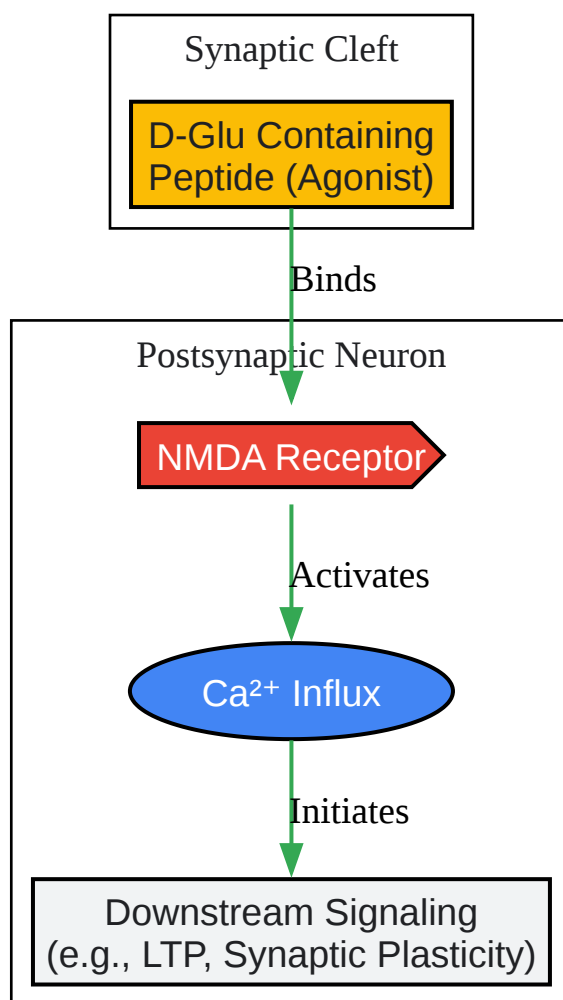 Synaptic Cleft
D-Glu Containing
Peptide (Agonist)
Binds
Postsynaptic Neuron
NMDA Receptor
Activates
Ca²⁺ Influx
Initiates
Downstream Signaling
(e.g., LTP, Synaptic Plasticity)